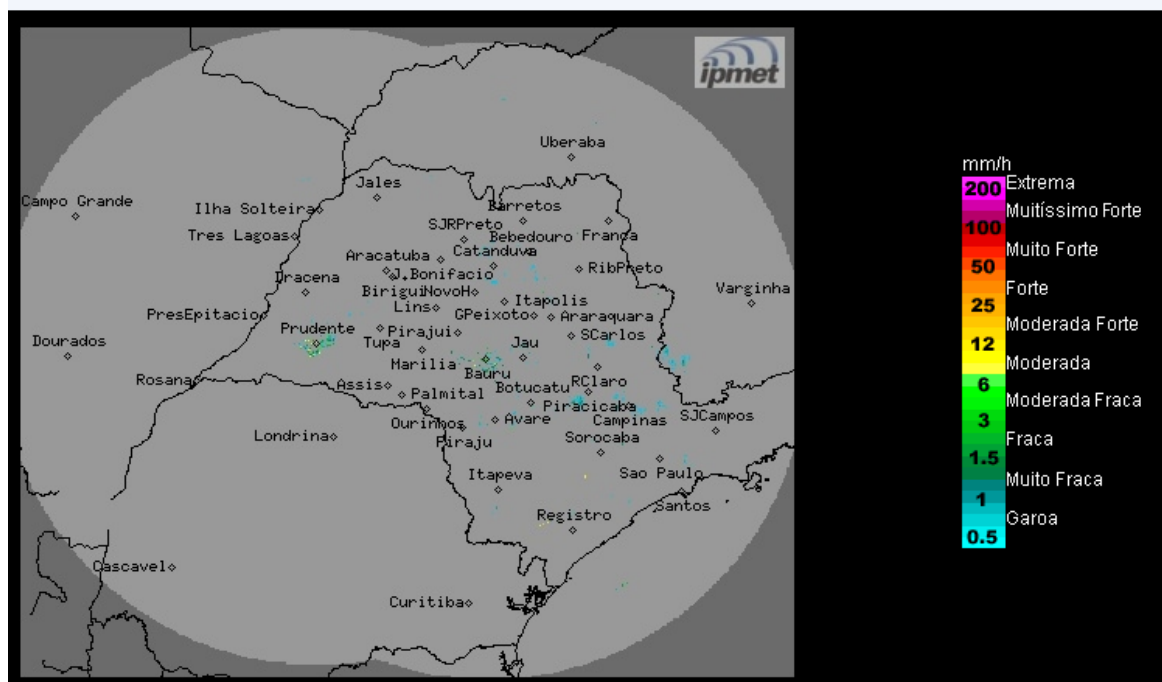 ipmet
Uberaba
Jales
Campo Grande
Ilha Solteira
Barretos
SJRPreto
Tres Lagoas
Bebedouro
Franca
Aracatuba
Catanduva
Dracena
J.Bonifacio
RibPreto
Birigui
NovoH
Varginha
Lins
Itapolis
PresEpitacio
GPeixoto
Araraquara
Prudente
Pirajui
SCarlos
Dourados
Tupa
Jau
Marilia
Bauru
Rosana
Assis
Palmital
Botucatu
RClaro
Piracicaba
Ourinhos
Avare
Campinas
SJCampos
Londrina
Piraju
Sorocaba
Itapeva
Sao Paulo
Santos
Registro
Cascavel
Curitiba
mm/h
200 Extrema
Muitíssimo Forte
100
Muito Forte
50
Forte
25
Moderada Forte
12
Moderada
6
Moderada Fraca
3
Fraca
1.5
Muito Fraca
1
Garoa
0.5